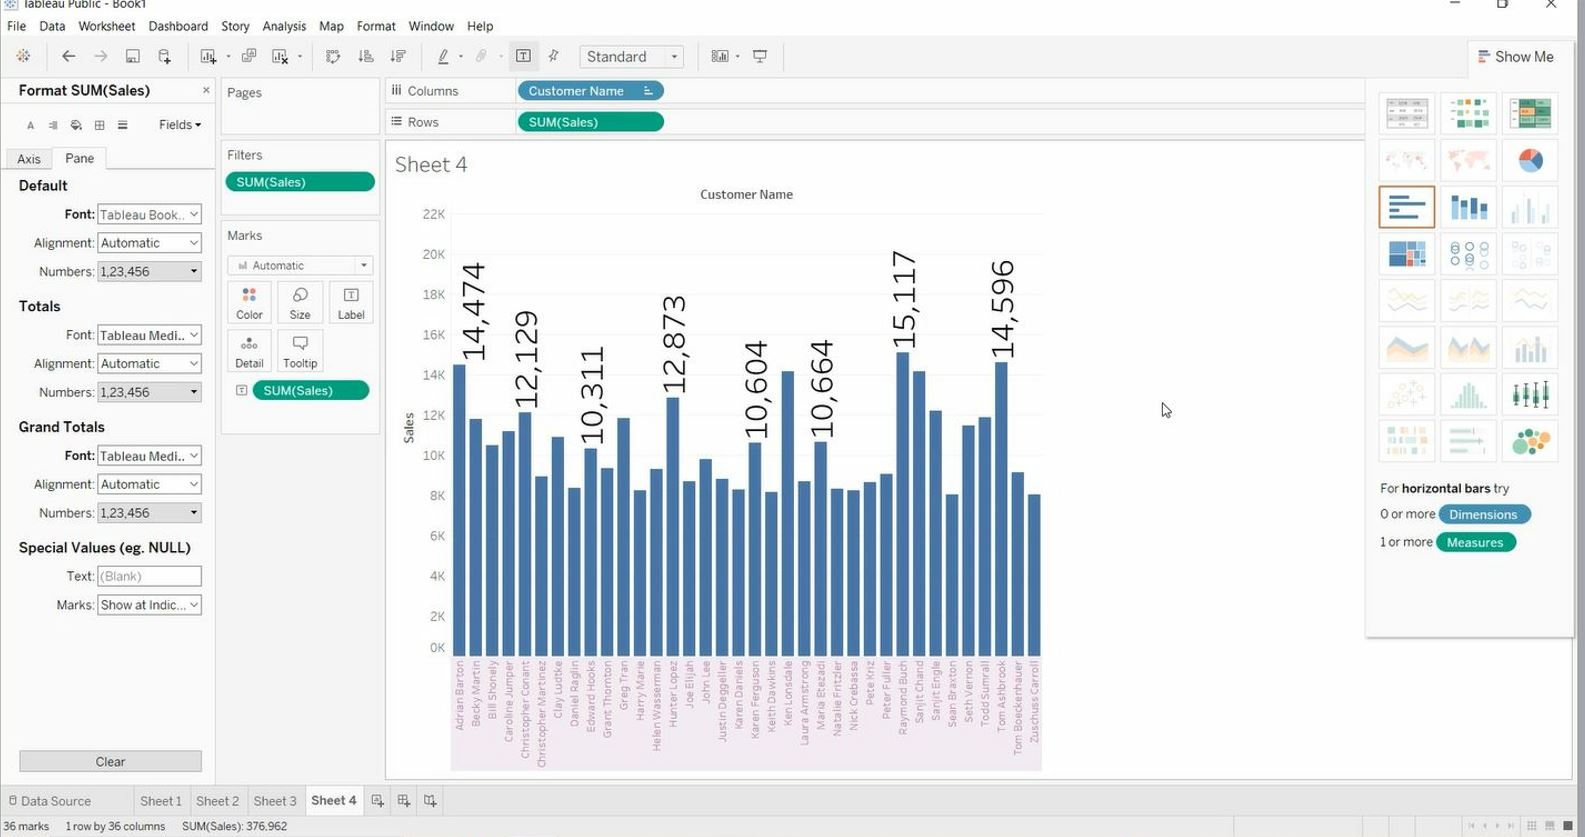 Tableau Public - Book1
File Data Worksheet Dashboard Story Analysis Map Format Window Help
Standard
Show Me
Format SUM(Sales)
Fields
Axis Pane
Default
Font: Tableau Book..
Alignment: Automatic
Numbers: 1,23,456
Totals
Font: Tableau Medi..
Alignment: Automatic
Numbers: 1,23,456
Grand Totals
Font: Tableau Medi..
Alignment: Automatic
Numbers: 1,23,456
Special Values (eg. NULL)
Text: (Blank)
Marks: Show at Indic...
Clear
Pages
Filters
SUM(Sales)
Marks
Automatic
Color Size Label
Detail Tooltip
SUM(Sales)
iii Columns Customer Name
Rows SUM(Sales)
Sheet 4
Customer Name
22K
20K
18K
16K
14K
12K
10K
8K
6K
4K
2K
0K
Sales
14,474
12,129
10,311
12,873
10,604
10,664
15,117
14,596
Adrian Barton
Becky Martin
Bill Shonely
Caroline Jumper
Christopher Conant
Christopher Martinez
Clay Ludtke
Daniel Raglin
Edward Hooks
Grant Thornton
Greg Tran
Harry Marie
Helen Wasserman
Hunter Lopez
Joe Elijah
John Lee
Justin Deggeller
Karen Daniels
Karen Ferguson
Keith Dawkins
Ken Lonsdale
Laura Armstrong
Maria Etezadi
Natalie Fritzler
Nick Crebassa
Pete Kriz
Peter Fuller
Raymond Buch
Sanjit Chand
Sanjit Engle
Sean Braxton
Seth Vernon
Todd Sumrall
Tom Ashbrook
Tom Boeckenhauer
Zuschuss Carroll
For horizontal bars try
0 or more Dimensions
1 or more Measures
Data Source Sheet 1 Sheet 2 Sheet 3 Sheet 4
36 marks 1 row by 36 columns SUM(Sales): 376,962